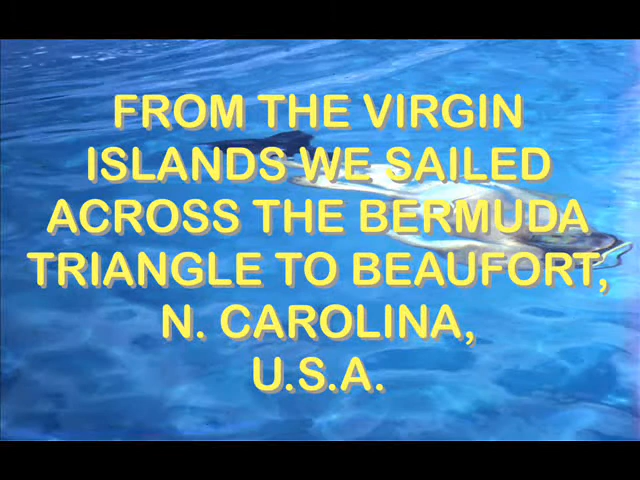 FROM THE VIRGIN
ISLANDS WE SAILED
ACROSS THE BERMUDA
TRIANGLE TO BEAUFORT,
N. CAROLINA,
U.S.A.